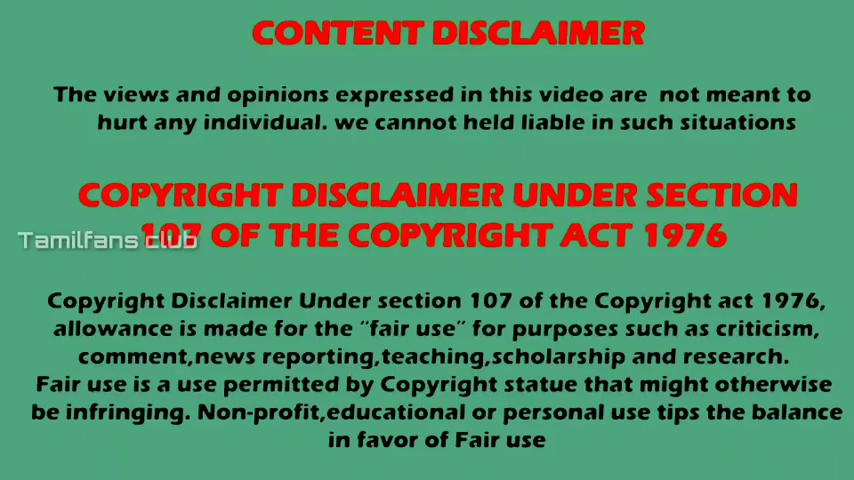 CONTENT DISCLAIMER
The views and opinions expressed in this video are not meant to
hurt any individual. we cannot held liable in such situations
COPYRIGHT DISCLAIMER UNDER SECTION
107 OF THE COPYRIGHT ACT 1976
Tamilfans club
Copyright Disclaimer Under section 107 of the Copyright act 1976,
allowance is made for the “fair use” for purposes such as criticism,
comment,news reporting,teaching,scholarship and research.
Fair use is a use permitted by Copyright statue that might otherwise
be infringing. Non-profit,educational or personal use tips the balance
in favor of Fair use